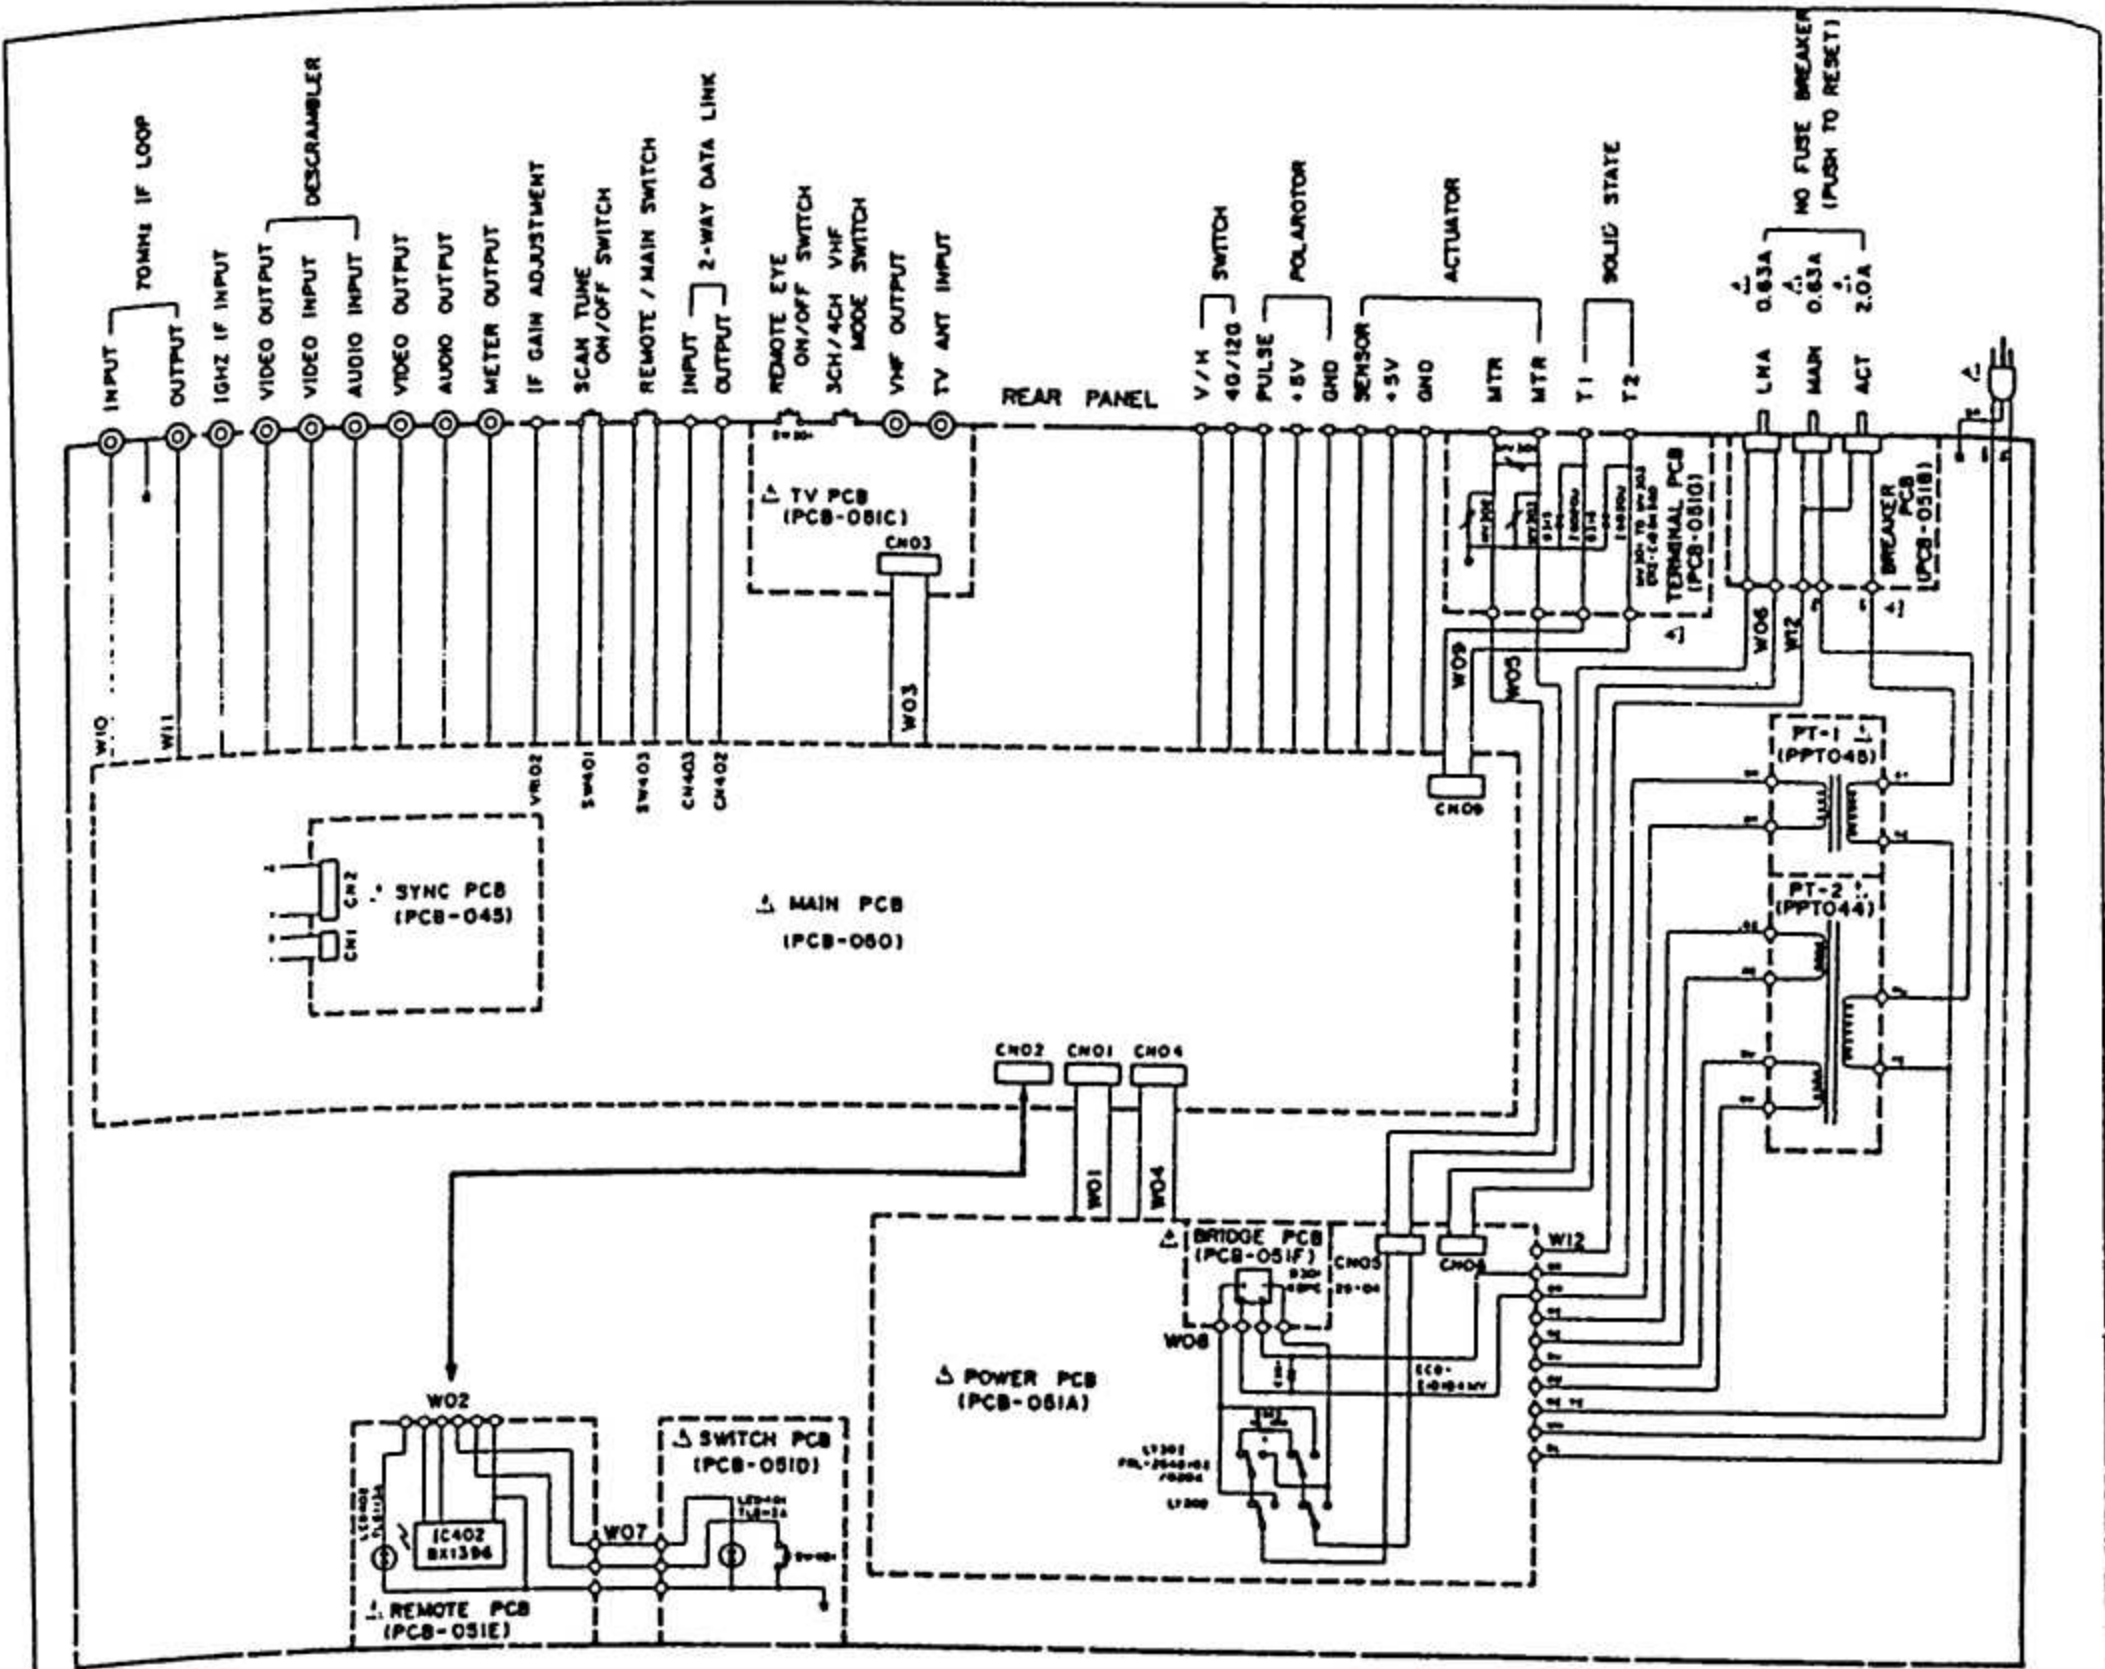 70MHz IF LOOP
INPUT
OUTPUT
1GHZ IF INPUT
DESCRAMBLER
VIDEO OUTPUT
VIDEO INPUT
AUDIO INPUT
VIDEO OUTPUT
AUDIO OUTPUT
METER OUTPUT
IF GAIN ADJUSTMENT
SCAN TUNE
ON/OFF SWITCH
REMOTE / MAIN SWITCH
2-WAY DATA LINK
INPUT
OUTPUT
REMOTE EYE
ON/OFF SWITCH
3CH/4CH VHF
MODE SWITCH
VHF OUTPUT
TV ANT INPUT
REAR PANEL
SWITCH
V/H
4G/12G
POLAROTOR
PULSE
+5V
GND
ACTUATOR
SENSOR
+5V
GND
MTR
MTR
SOLID STATE
T1
T2
NO FUSE BREAKER
(PUSH TO RESET)
LNA 0.63A
MAIN 0.63A
ACT 2.0A
TV PCB
(PCB-051C)
CN03
W03
TERMINAL PCB
(PCB-051G)
BREAKER
PCB
(PCB-051B)
W10
W11
VR102
SW401
SW403
CN403
CN402
W09
W05
W06
W12
CN09
PT-1
(PPT045)
PT-2
(PPT044)
CN2
CN1
SYNC PCB
(PCB-045)
MAIN PCB
(PCB-050)
CN02 CN01 CN04
W01
W04
BRIDGE PCB
(PCB-051F)
CN05
W12
W08
POWER PCB
(PCB-051A)
W02
IC402
BX1396
W07
SWITCH PCB
(PCB-051D)
REMOTE PCB
(PCB-051E)